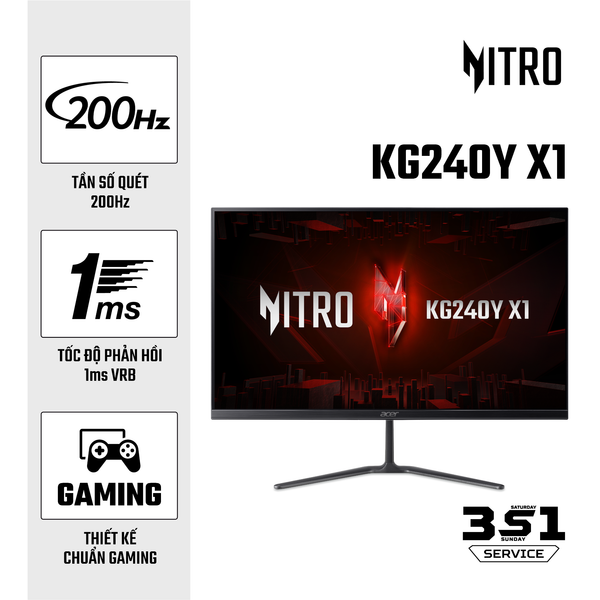 200Hz
TẦN SỐ QUÉT
200Hz
1ms
TỐC ĐỘ PHẢN HỒI
1ms VRB
GAMING
THIẾT KẾ
CHUẨN GAMING
NITRO
KG240Y X1
NITRO
KG240Y X1
acer
SATURDAY
3S1
SUNDAY
SERVICE